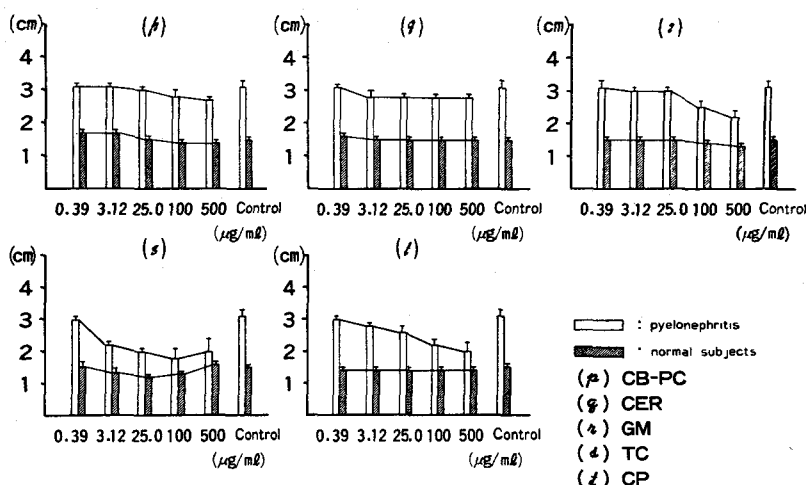 (cm) (p) (cm) (q) (cm) (r)
4 4 4
3 3 3
2 2 2
1 1 1
0.39 3.12 25.0 100 500 Control 0.39 3.12 25.0 100 500 Control 0.39 3.12 25.0 100 500 Control
(μg/mℓ) (μg/mℓ) (μg/mℓ)
(cm) (s) (cm) (t)
4 4
3 3
2 2
1 1
0.39 3.12 25.0 100 500 Control 0.39 3.12 25.0 100 500 Control
(μg/mℓ) (μg/mℓ)
: pyelonephritis
: normal subjects
(p) CB-PC
(q) CER
(r) GM
(s) TC
(t) CP